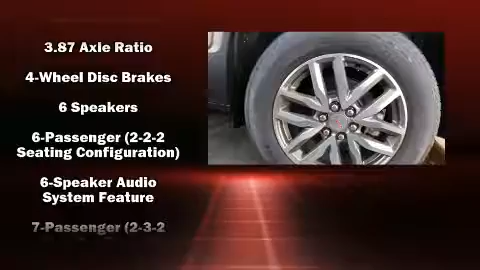 3.87 Axle Ratio
4-Wheel Disc Brakes
6 Speakers
6-Passenger (2-2-2
Seating Configuration)
6-Speaker Audio
System Feature
7-Passenger (2-3-2